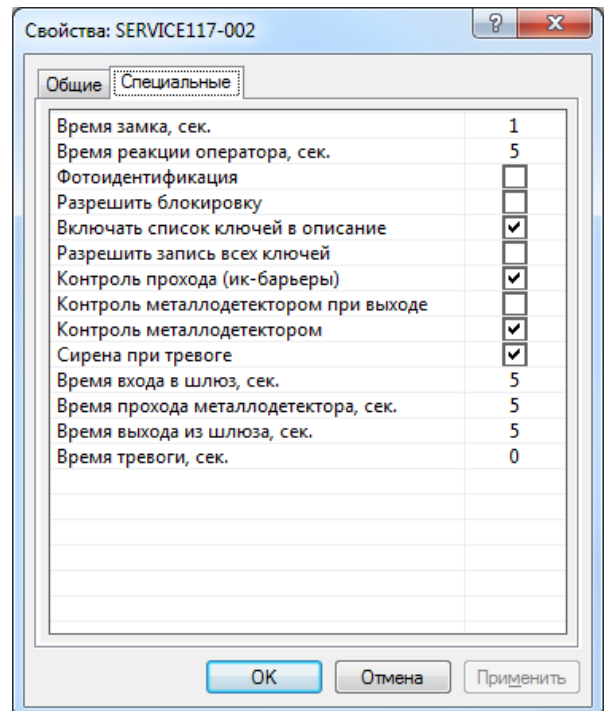 Свойства: SERVICE117-002
Общие Специальные
Время замка, сек. 1
Время реакции оператора, сек. 5
Фотоидентификация
Разрешить блокировку
Включать список ключей в описание
Разрешить запись всех ключей
Контроль прохода (ик-барьеры)
Контроль металлодетектором при выходе
Контроль металлодетектором
Сирена при тревоге
Время входа в шлюз, сек. 5
Время прохода металлодетектора, сек. 5
Время выхода из шлюза, сек. 5
Время тревоги, сек. 0
OK Отмена Применить